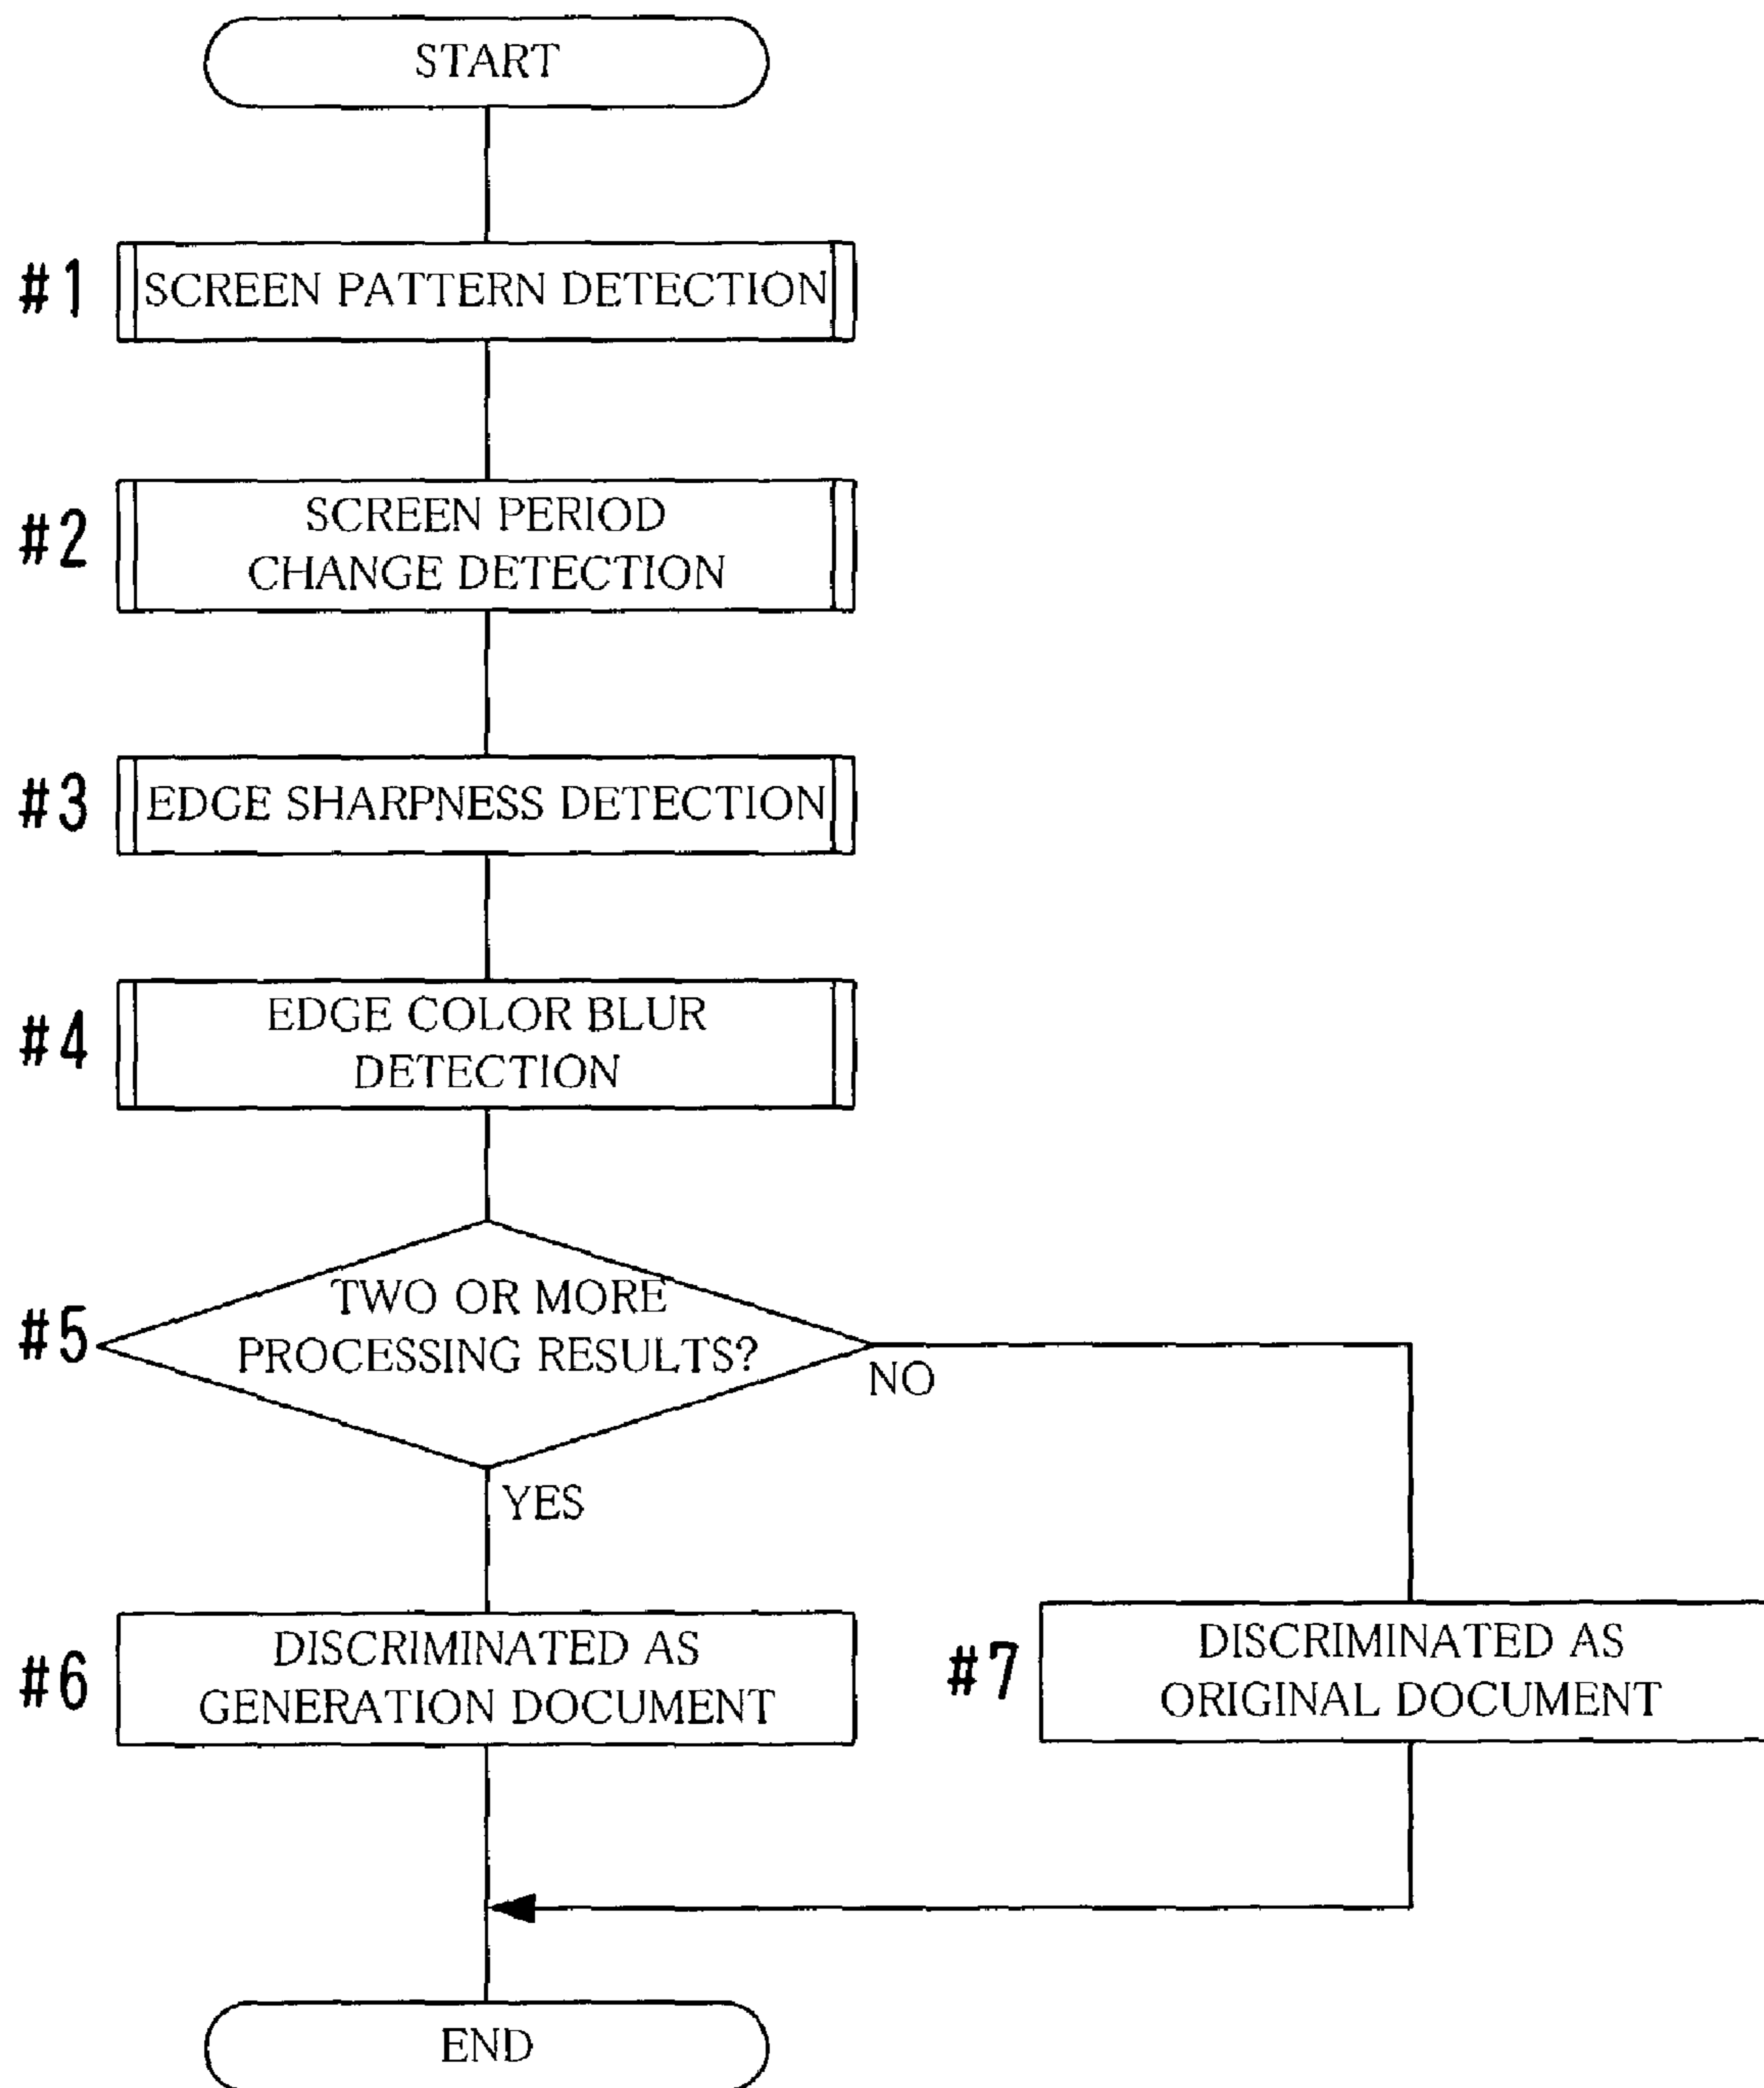 START
#1 SCREEN PATTERN DETECTION
#2 SCREEN PERIOD
CHANGE DETECTION
#3 EDGE SHARPNESS DETECTION
#4 EDGE COLOR BLUR
DETECTION
#5 TWO OR MORE
PROCESSING RESULTS?
NO
YES
#6 DISCRIMINATED AS
GENERATION DOCUMENT
#7 DISCRIMINATED AS
ORIGINAL DOCUMENT
END